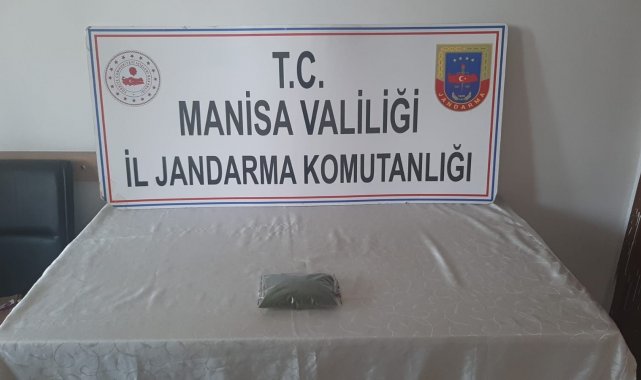 T.C.
MANİSA VALİLİĞİ
İL JANDARMA KOMUTANLIĞI
JANDARMA